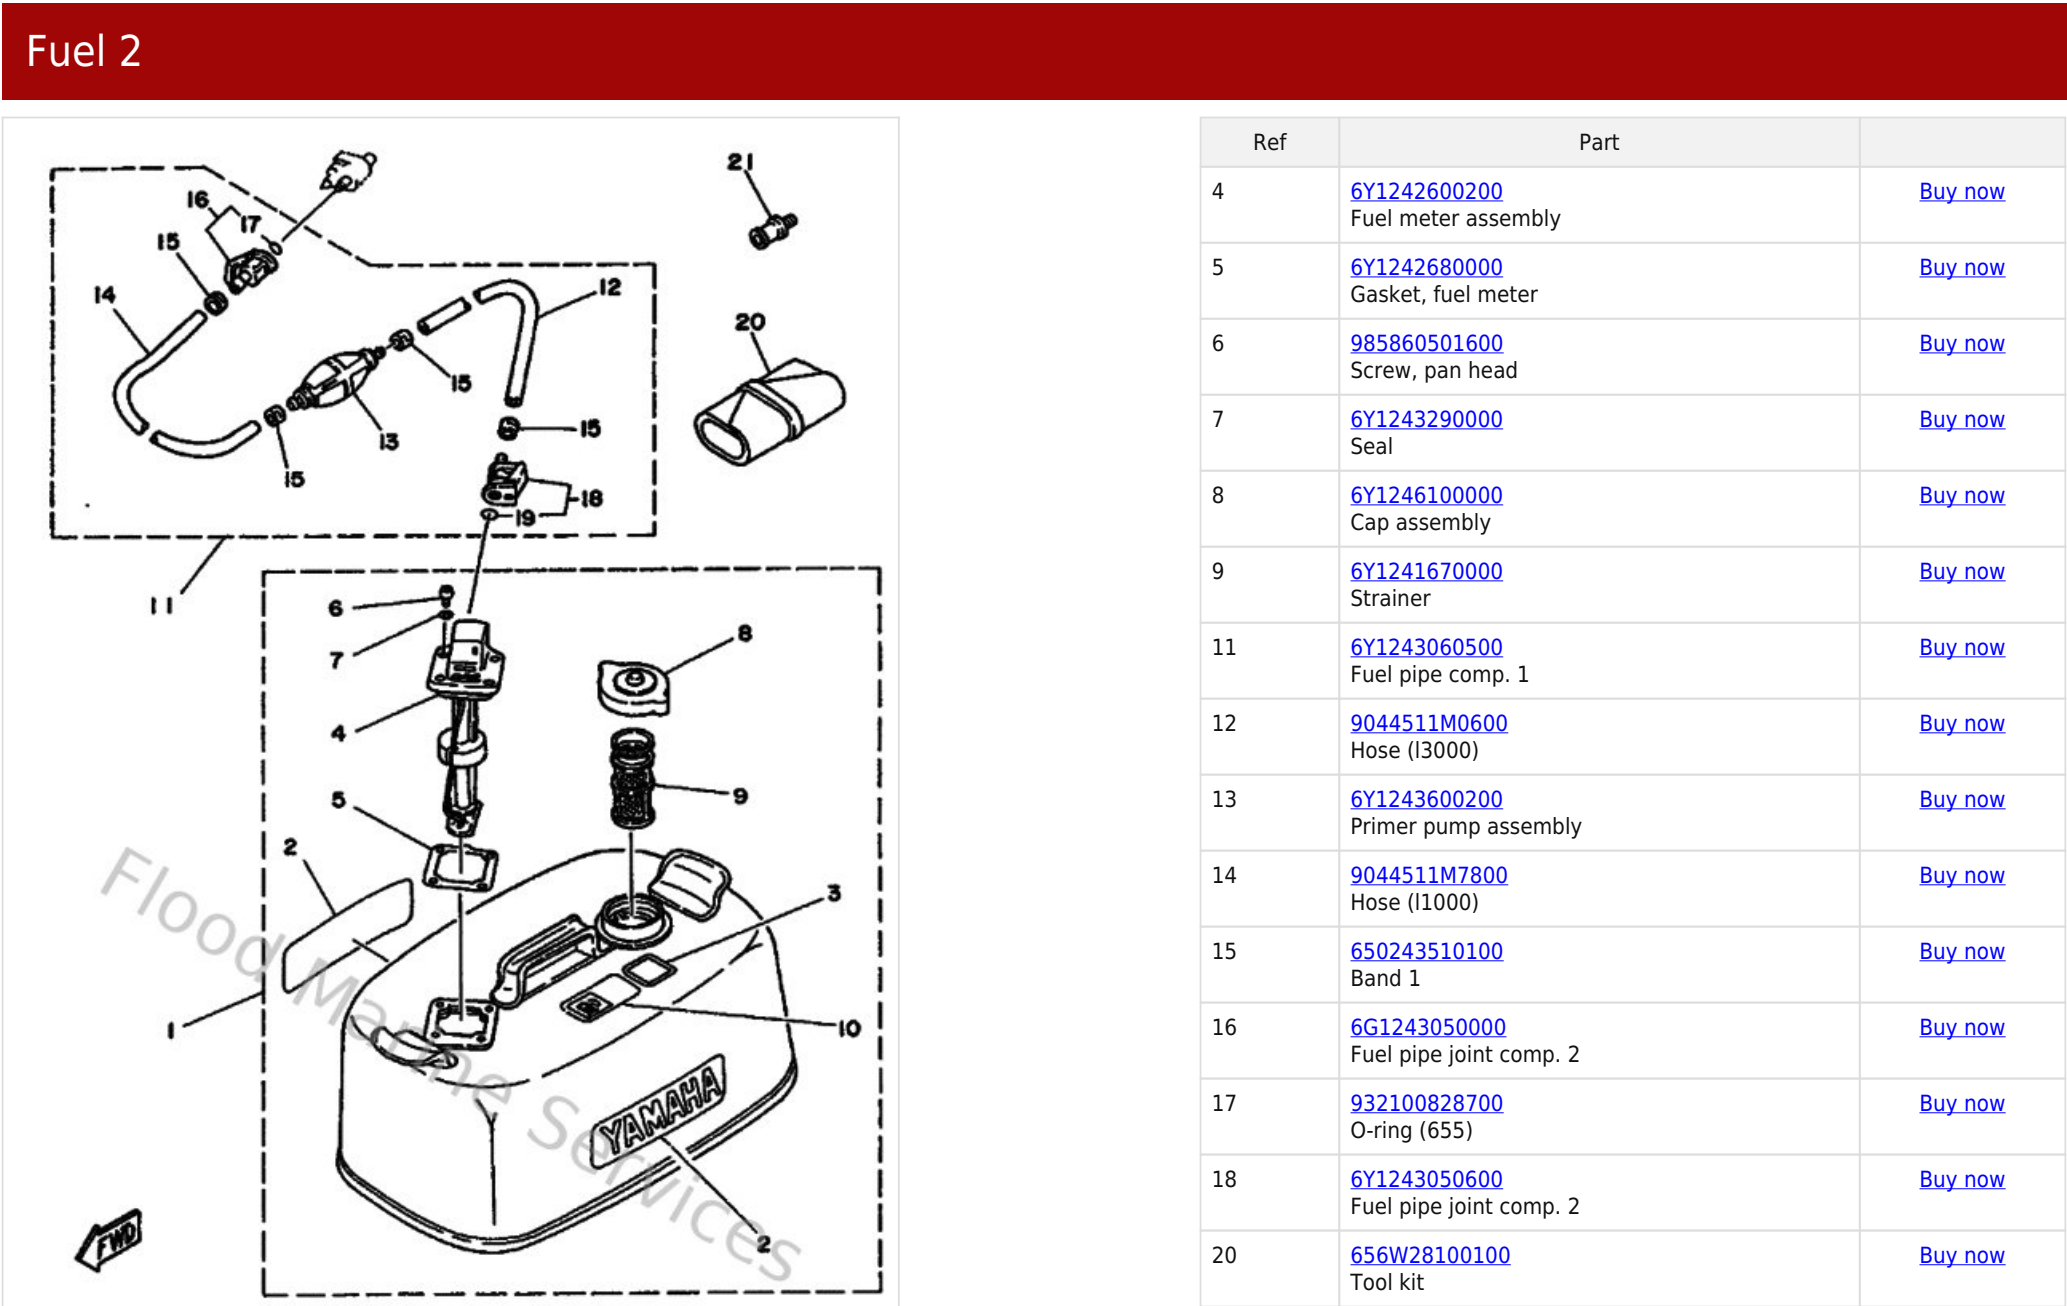 Fuel 2
21
16
17
15
14
12
20
15
13
15
15
18
19
11
6
8
7
4
9
5
2
3
1
10
YAMAHA
2
FWD
Flood Marine Services
Ref Part
4 6Y1242600200 Buy now
Fuel meter assembly
5 6Y1242680000 Buy now
Gasket, fuel meter
6 985860501600 Buy now
Screw, pan head
7 6Y1243290000 Buy now
Seal
8 6Y1246100000 Buy now
Cap assembly
9 6Y1241670000 Buy now
Strainer
11 6Y1243060500 Buy now
Fuel pipe comp. 1
12 9044511M0600 Buy now
Hose (l3000)
13 6Y1243600200 Buy now
Primer pump assembly
14 9044511M7800 Buy now
Hose (l1000)
15 650243510100 Buy now
Band 1
16 6G1243050000 Buy now
Fuel pipe joint comp. 2
17 932100828700 Buy now
O-ring (655)
18 6Y1243050600 Buy now
Fuel pipe joint comp. 2
20 656W28100100 Buy now
Tool kit